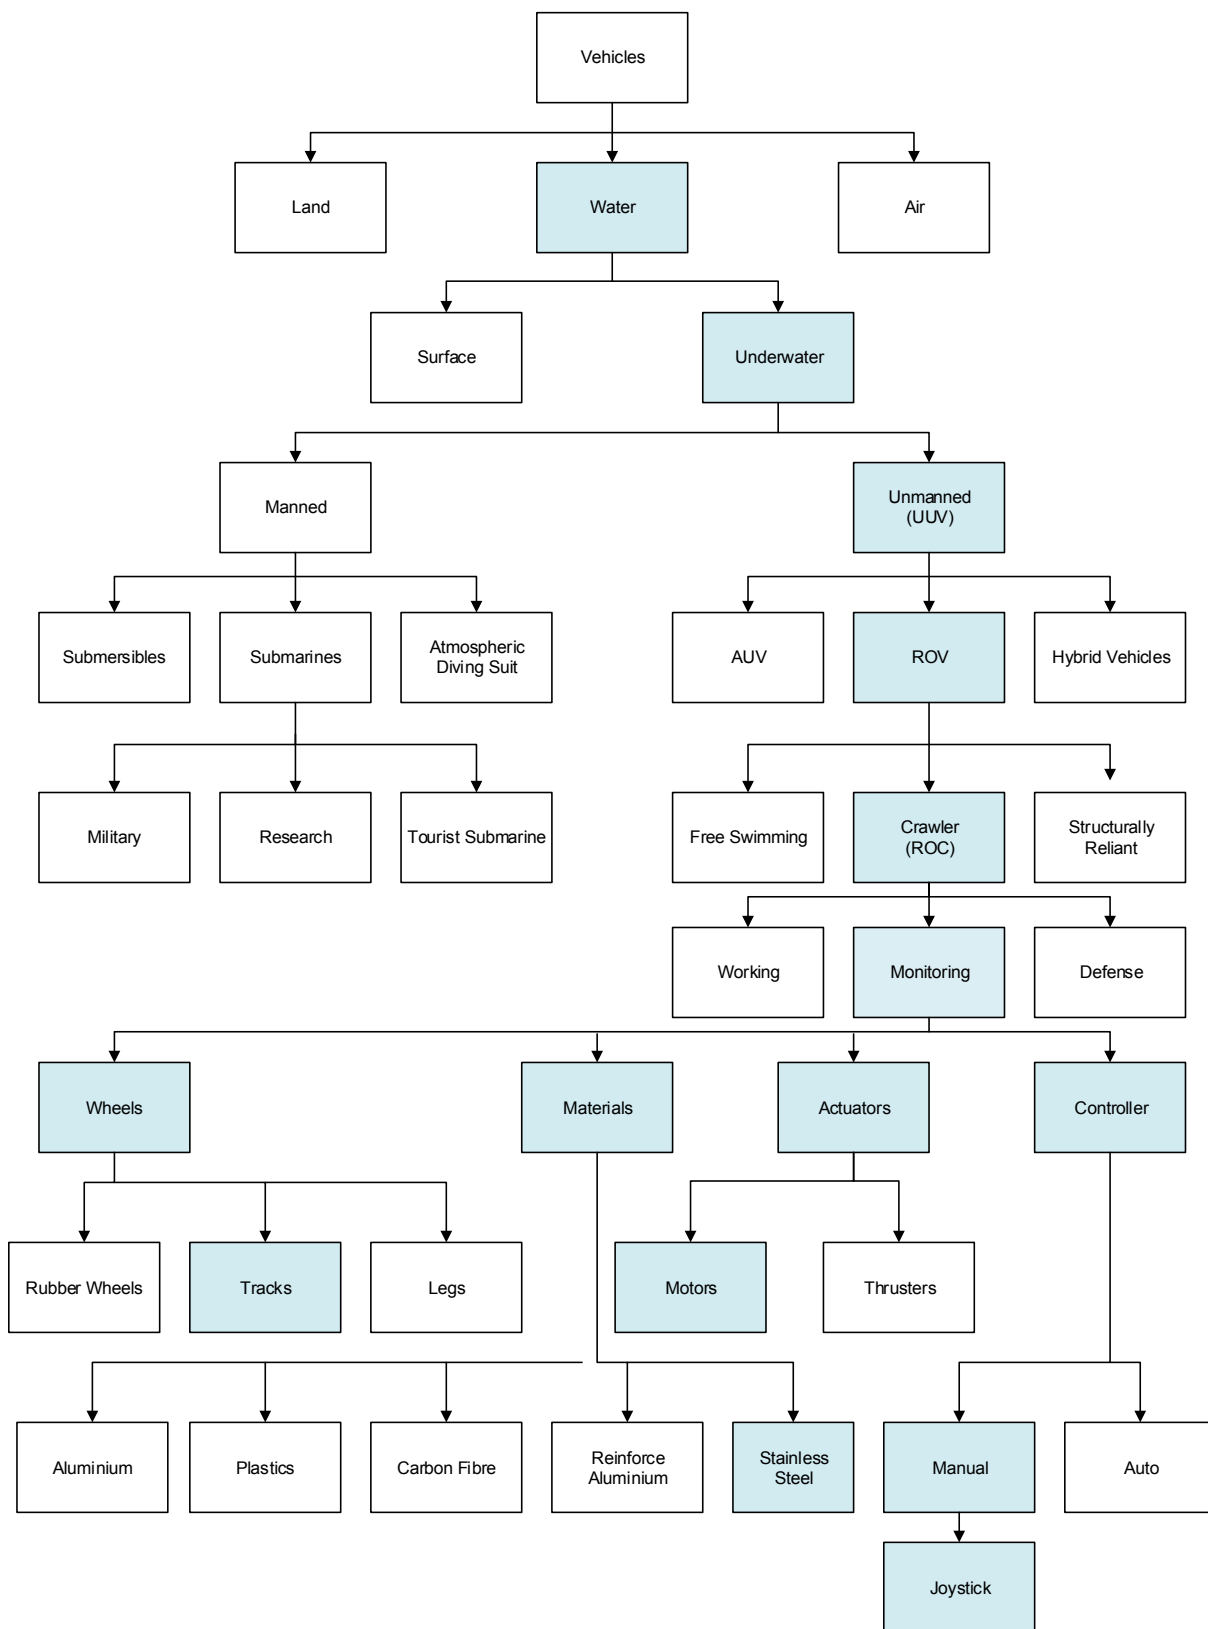 Vehicles
Land
Water
Air
Surface
Underwater
Manned
Unmanned
(UUV)
Submersibles
Submarines
Atmospheric
Diving Suit
AUV
ROV
Hybrid Vehicles
Military
Research
Tourist Submarine
Free Swimming
Crawler
(ROC)
Structurally
Reliant
Working
Monitoring
Defense
Wheels
Materials
Actuators
Controller
Rubber Wheels
Tracks
Legs
Motors
Thrusters
Aluminium
Plastics
Carbon Fibre
Reinforce
Aluminium
Stainless
Steel
Manual
Auto
Joystick